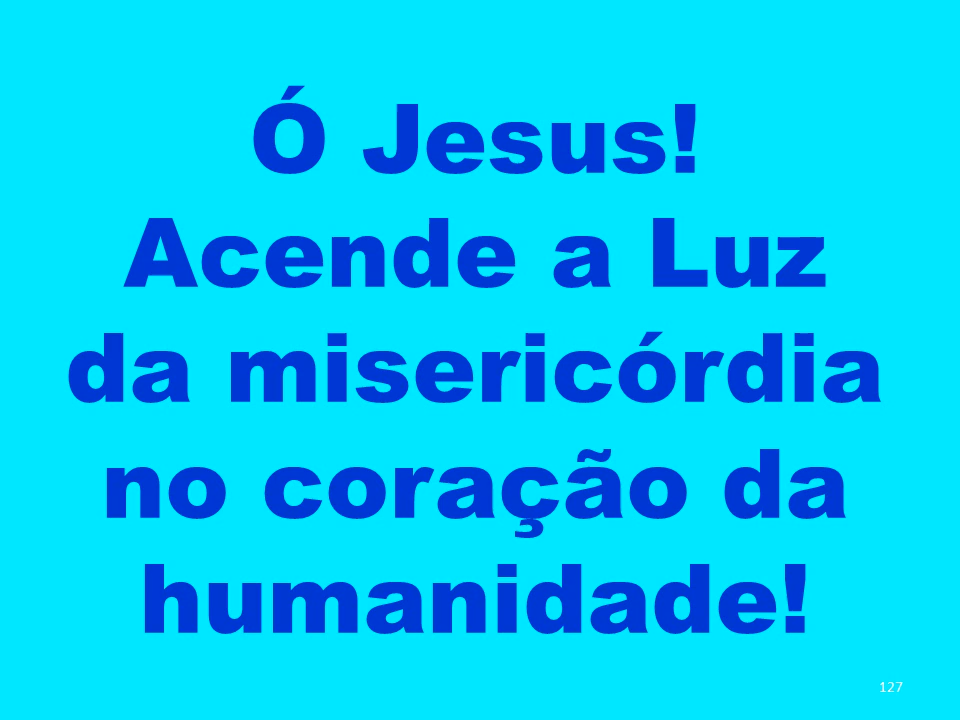 Ó Jesus!
Acende a Luz
da misericórdia
no coração da
humanidade!
127